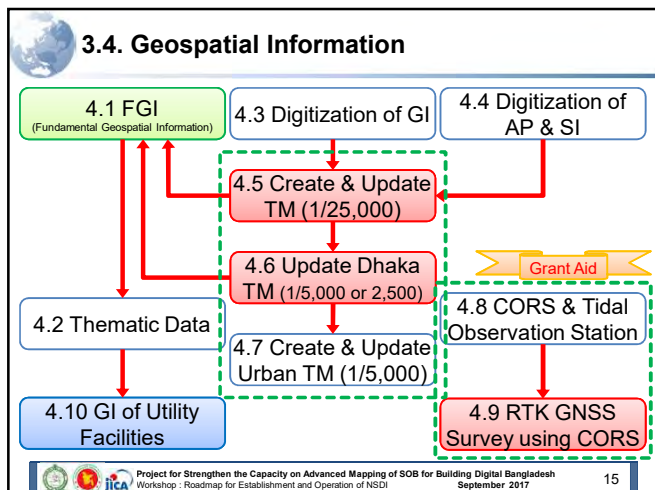 3.4. Geospatial Information
4.1 FGI
(Fundamental Geospatial Information)
4.3 Digitization of GI
4.4 Digitization of
AP & SI
4.5 Create & Update
TM (1/25,000)
4.6 Update Dhaka
TM (1/5,000 or 2,500)
Grant Aid
4.2 Thematic Data
4.7 Create & Update
Urban TM (1/5,000)
4.8 CORS & Tidal
Observation Station
4.10 GI of Utility
Facilities
4.9 RTK GNSS
Survey using CORS
jica
Project for Strengthen the Capacity on Advanced Mapping of SOB for Building Digital Bangladesh
Workshop : Roadmap for Establishment and Operation of NSDI September 2017
15